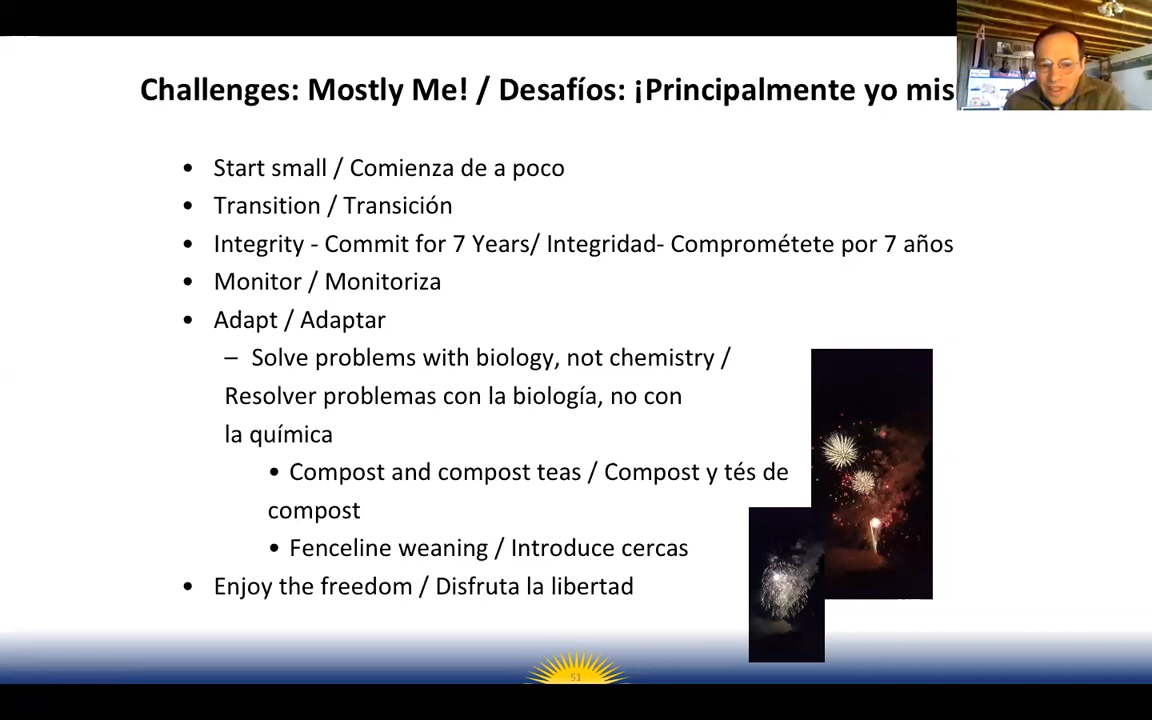 Challenges: Mostly Me! / Desafíos: ¡Principalmente yo mis
• Start small / Comienza de a poco
• Transition / Transición
• Integrity - Commit for 7 Years/ Integridad- Comprométete por 7 años
• Monitor / Monitoriza
• Adapt / Adaptar
– Solve problems with biology, not chemistry /
Resolver problemas con la biología, no con
la química
• Compost and compost teas / Compost y tés de
compost
• Fenceline weaning / Introduce cercas
• Enjoy the freedom / Disfruta la libertad
51